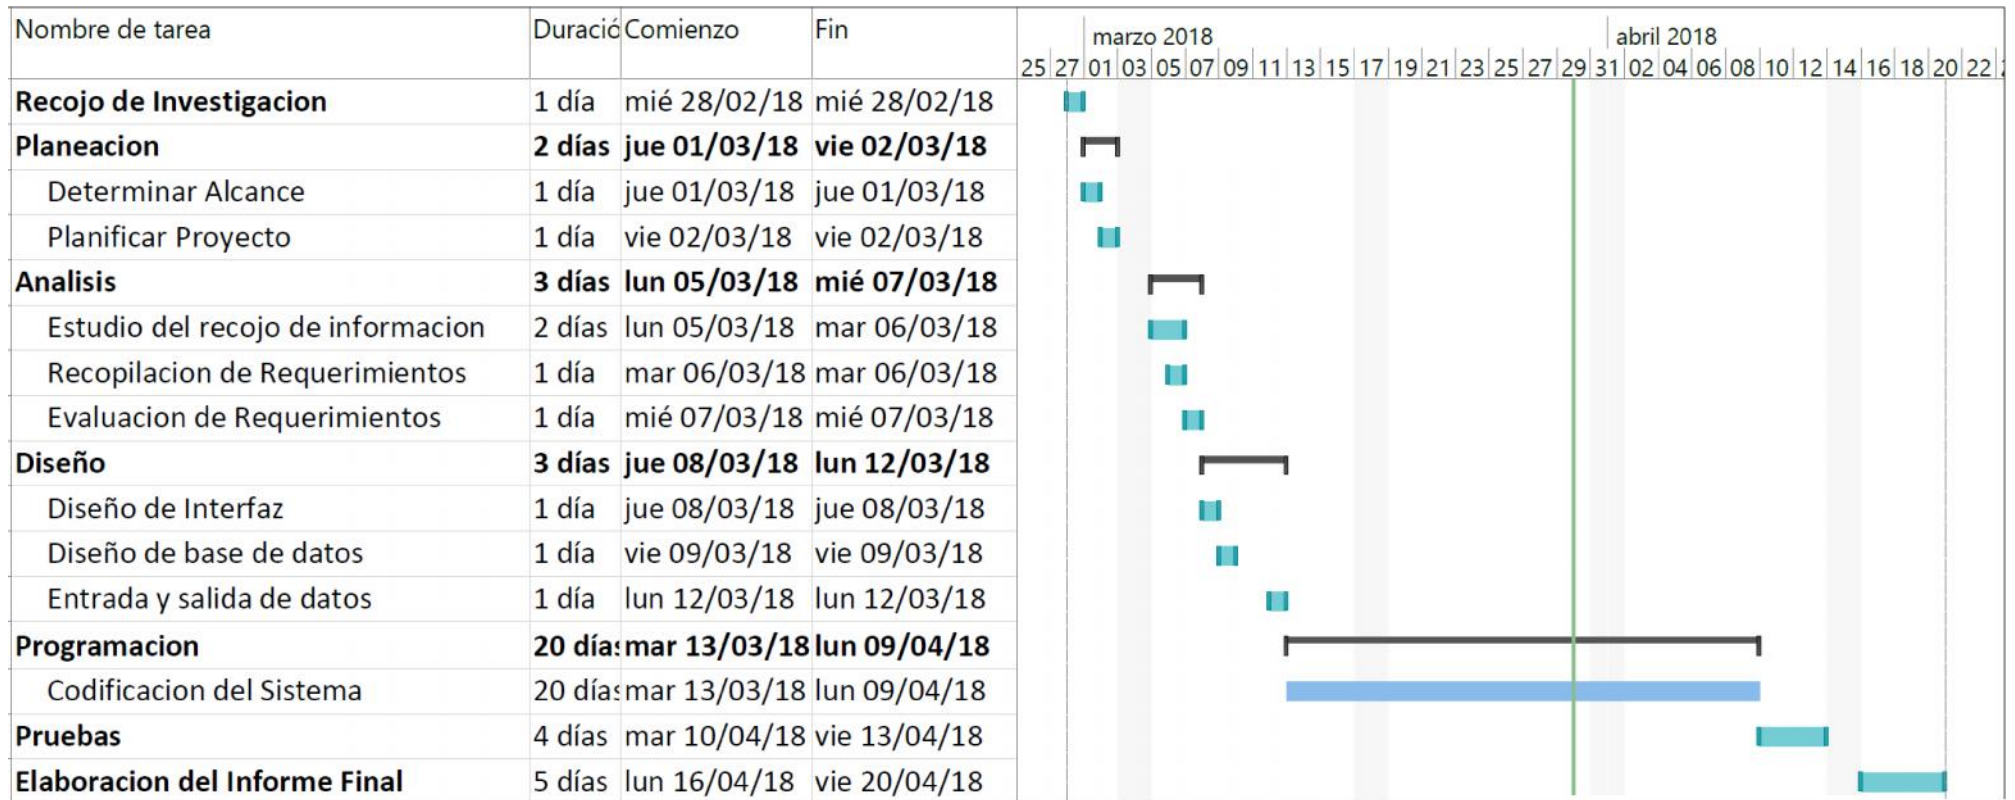 Nombre de tarea Duració Comienzo Fin
marzo 2018 abril 2018
25 27 01 03 05 07 09 11 13 15 17 19 21 23 25 27 29 31 02 04 06 08 10 12 14 16 18 20 22
Recojo de Investigacion 1 día mié 28/02/18 mié 28/02/18
Planeacion 2 días jue 01/03/18 vie 02/03/18
Determinar Alcance 1 día jue 01/03/18 jue 01/03/18
Planificar Proyecto 1 día vie 02/03/18 vie 02/03/18
Analisis 3 días lun 05/03/18 mié 07/03/18
Estudio del recojo de informacion 2 días lun 05/03/18 mar 06/03/18
Recopilacion de Requerimientos 1 día mar 06/03/18 mar 06/03/18
Evaluacion de Requerimientos 1 día mié 07/03/18 mié 07/03/18
Diseño 3 días jue 08/03/18 lun 12/03/18
Diseño de Interfaz 1 día jue 08/03/18 jue 08/03/18
Diseño de base de datos 1 día vie 09/03/18 vie 09/03/18
Entrada y salida de datos 1 día lun 12/03/18 lun 12/03/18
Programacion 20 días mar 13/03/18 lun 09/04/18
Codificacion del Sistema 20 días mar 13/03/18 lun 09/04/18
Pruebas 4 días mar 10/04/18 vie 13/04/18
Elaboracion del Informe Final 5 días lun 16/04/18 vie 20/04/18